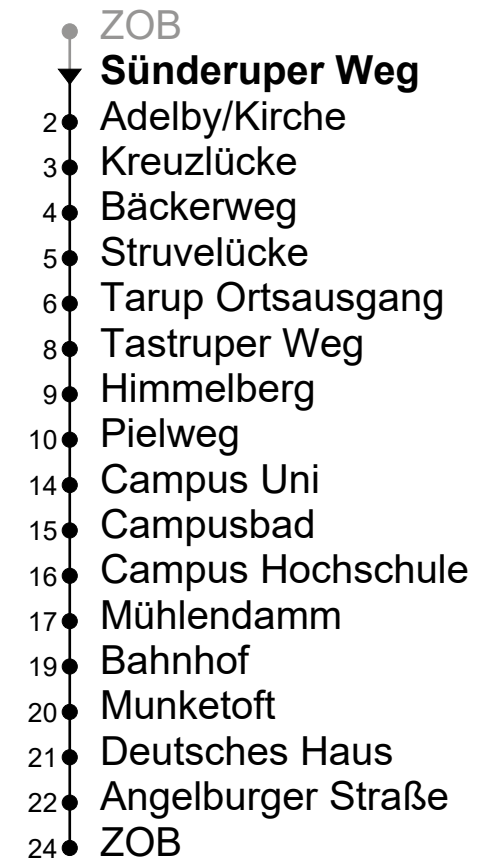 ZOB
Sünderuper Weg
2 Adelby/Kirche
3 Kreuzlücke
4 Bäckerweg
5 Struvelücke
6 Tarup Ortsausgang
8 Tastruper Weg
9 Himmelberg
10 Pielweg
14 Campus Uni
15 Campusbad
16 Campus Hochschule
17 Mühlendamm
19 Bahnhof
20 Munketoft
21 Deutsches Haus
22 Angelburger Straße
24 ZOB